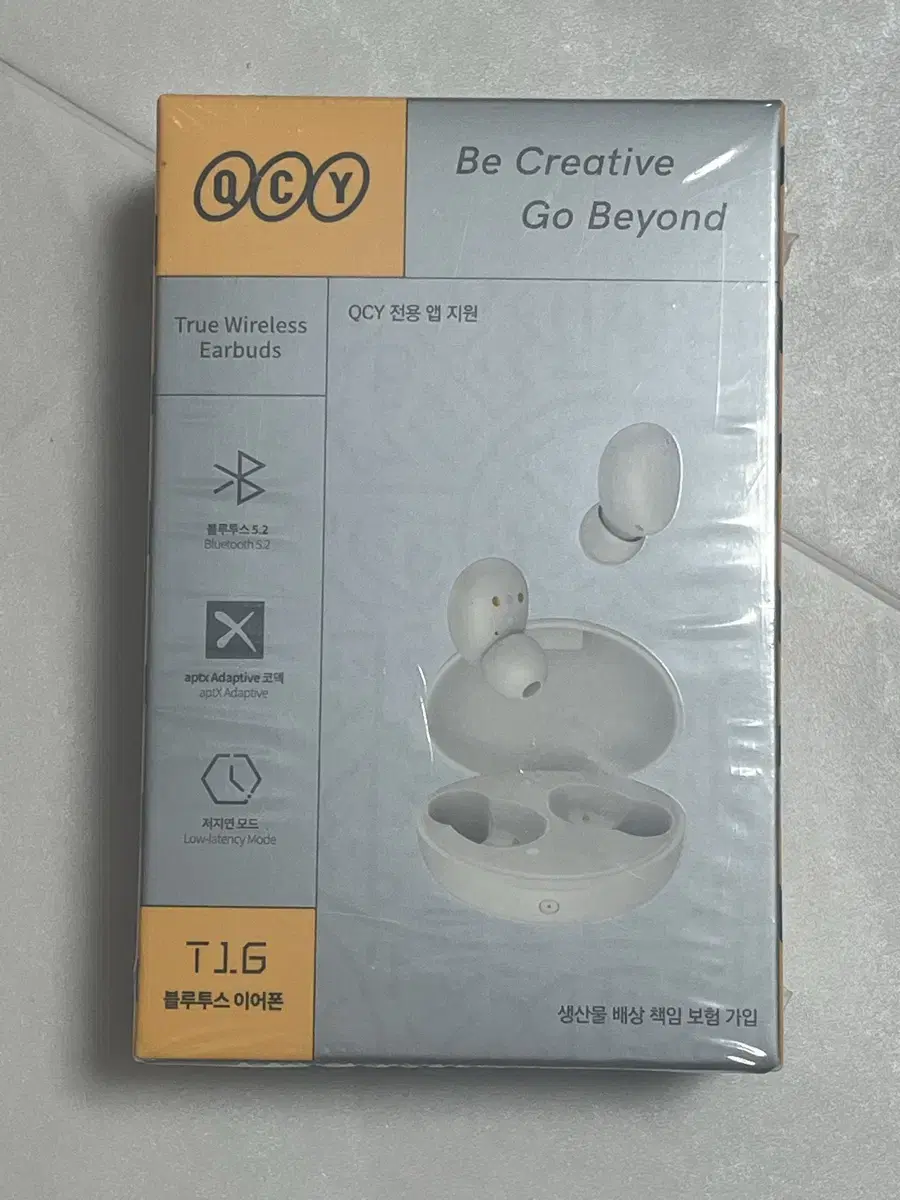 QCY
Be Creative
Go Beyond
True Wireless
Earbuds
QCY 전용 앱 지원
블루투스 5.2
Bluetooth 5.2
aptx Adaptive 코덱
aptX Adaptive
저지연 모드
Low-latency Mode
T16
블루투스 이어폰
생산물 배상 책임 보험 가입